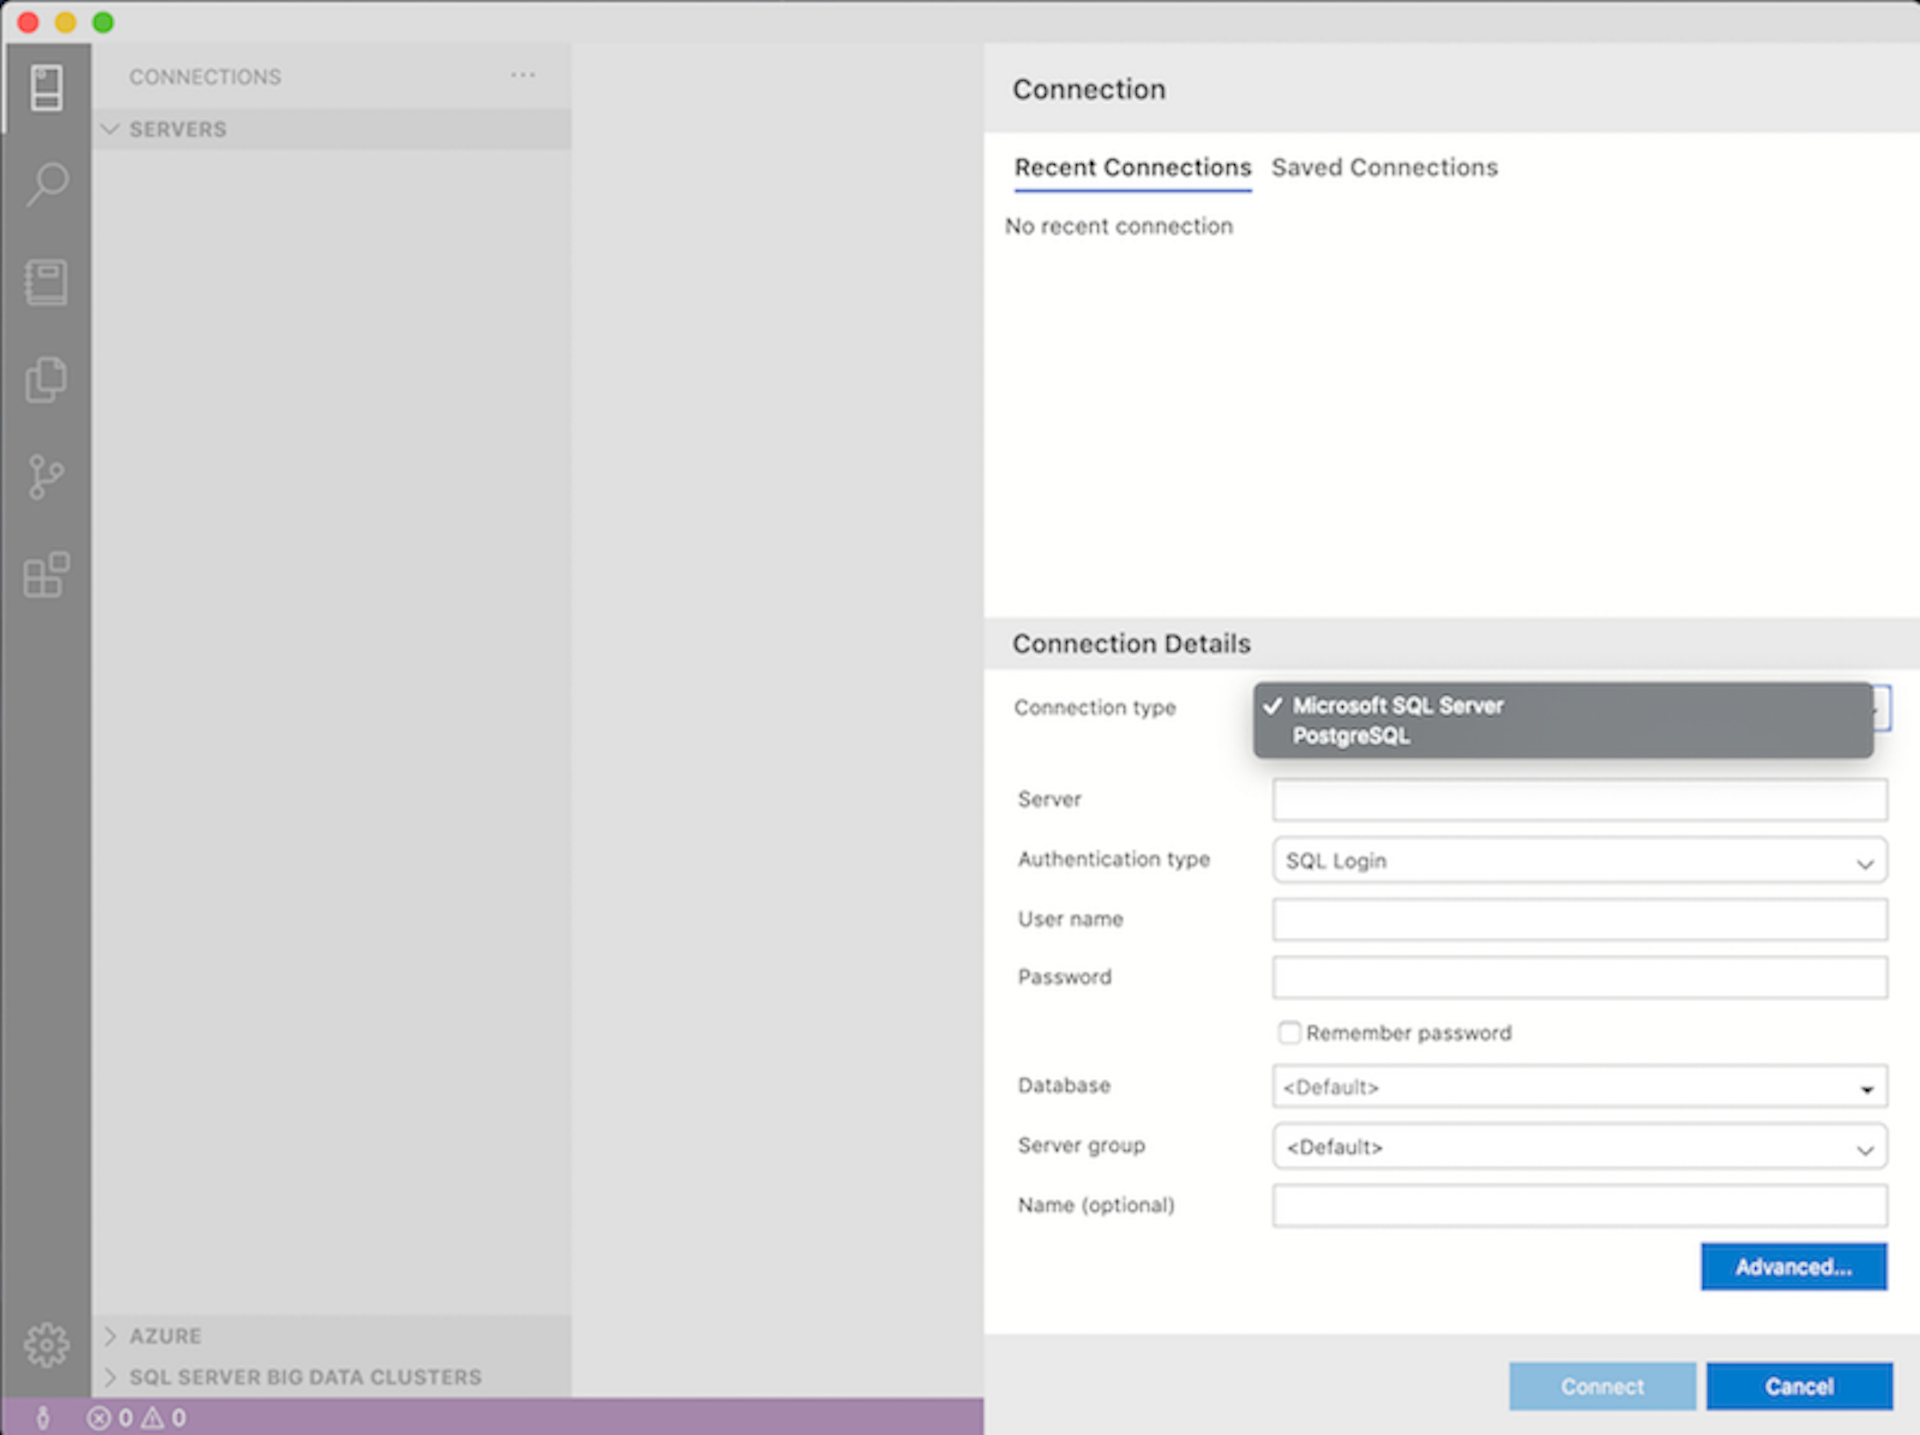 CONNECTIONS
SERVERS
AZURE
SQL SERVER BIG DATA CLUSTERS
0 0
Connection
Recent Connections Saved Connections
No recent connection
Connection Details
Connection type
✓ Microsoft SQL Server
PostgreSQL
Server
Authentication type SQL Login
User name
Password
Remember password
Database <Default>
Server group <Default>
Name (optional)
Advanced...
Connect Cancel